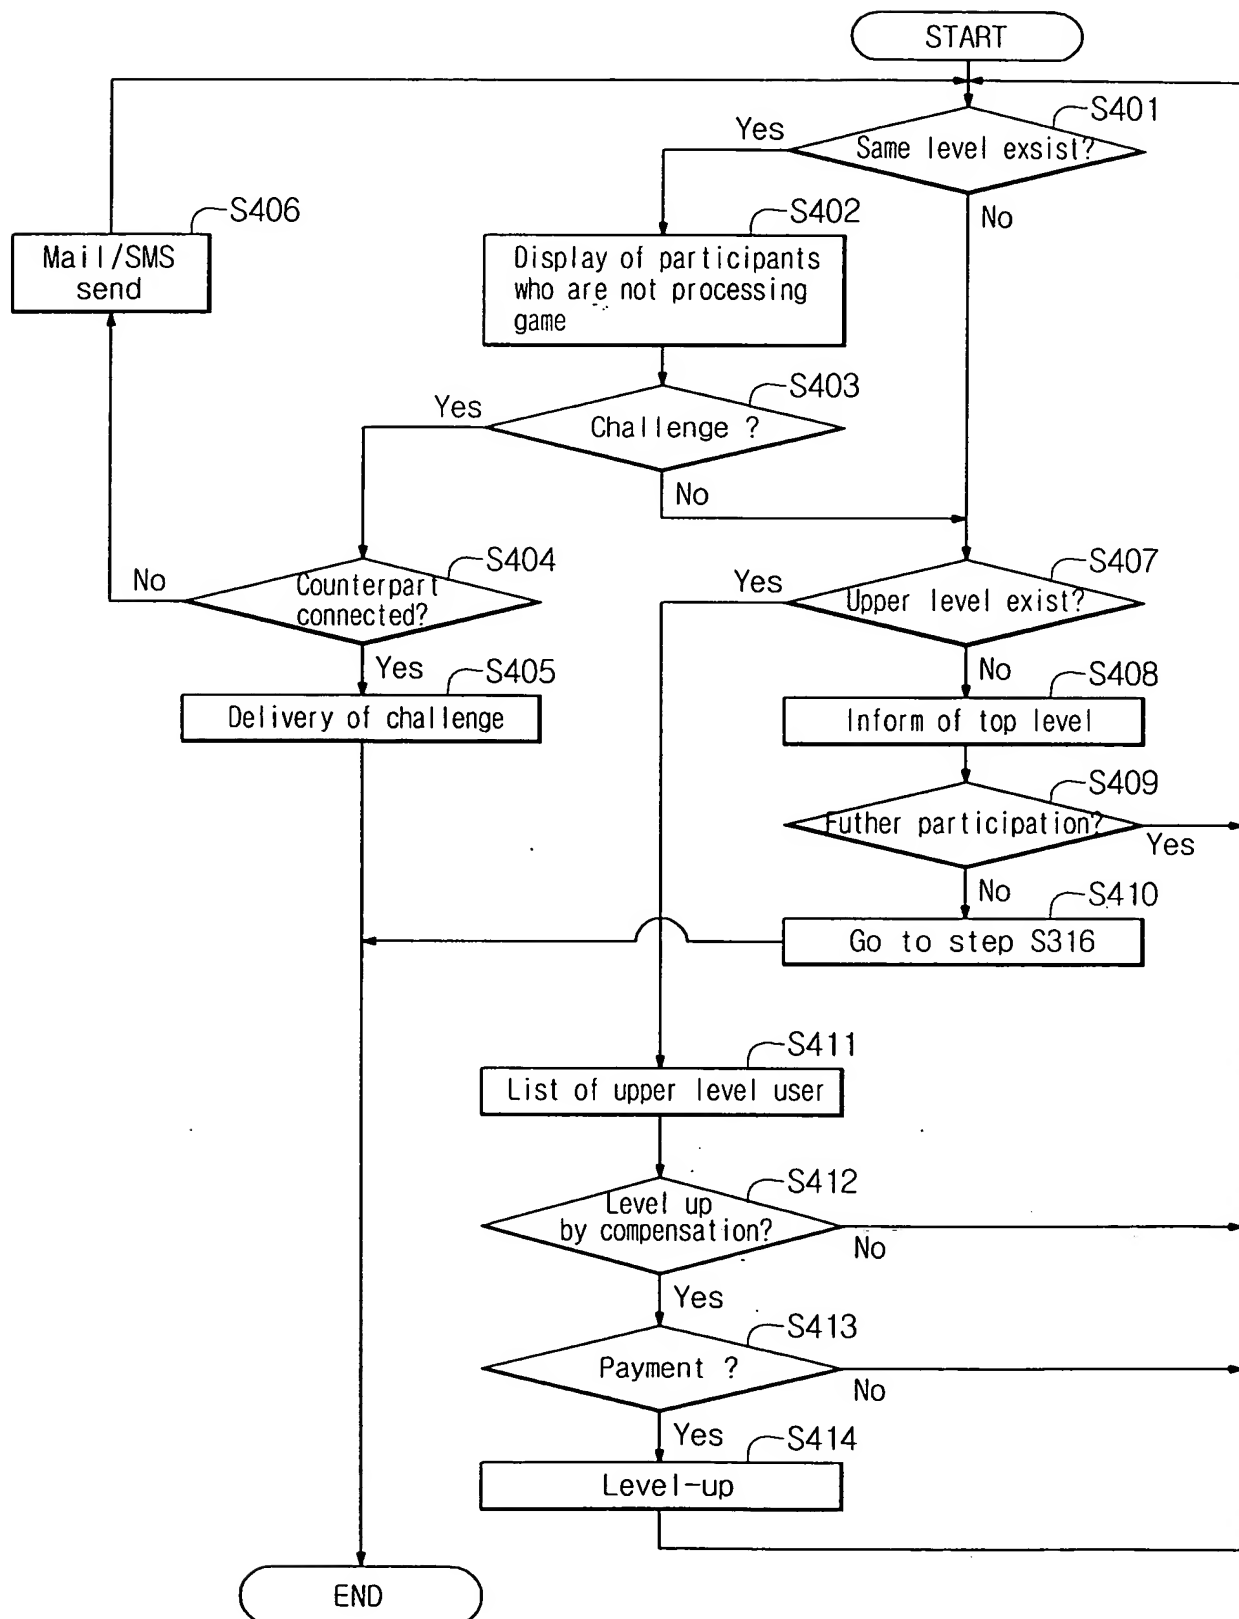 START
S401
Yes
Same level exsist?
No
S406
Mail/SMS
send
S402
Display of participants
who are not processing
game
S403
Yes
Challenge ?
No
S404
No
Counterpart
connected?
Yes
S405
Delivery of challenge
S407
Yes
Upper level exist?
No
S408
Inform of top level
S409
Futher participation?
Yes
No
S410
Go to step S316
S411
List of upper level user
S412
Level up
by compensation?
No
Yes
S413
Payment ?
No
Yes
S414
Level-up
END